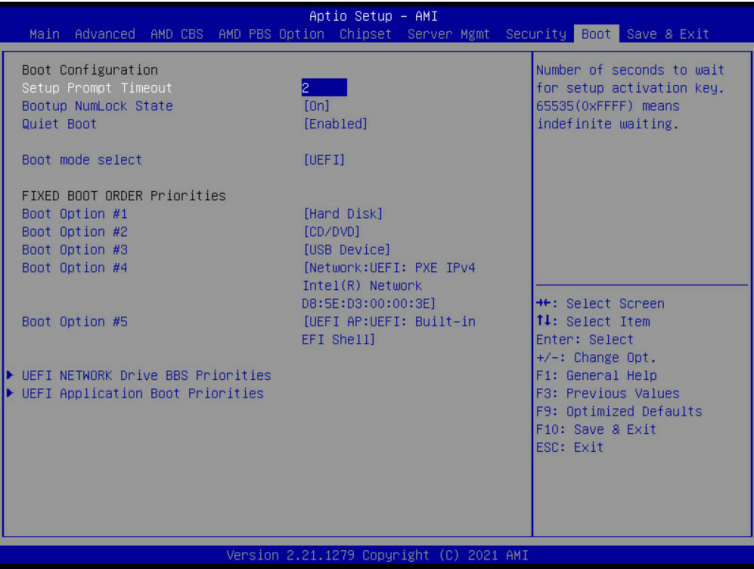 Aptio Setup – AMI
Main Advanced AMD CBS AMD PBS Option Chipset Server Mgmt Security Boot Save & Exit
Boot Configuration
Setup Prompt Timeout 2
Bootup NumLock State [On]
Quiet Boot [Enabled]
Boot mode select [UEFI]
FIXED BOOT ORDER Priorities
Boot Option #1 [Hard Disk]
Boot Option #2 [CD/DVD]
Boot Option #3 [USB Device]
Boot Option #4 [Network:UEFI: PXE IPv4
Intel(R) Network
D8:5E:D3:00:00:3E]
Boot Option #5 [UEFI AP:UEFI: Built-in
EFI Shell]
UEFI NETWORK Drive BBS Priorities
UEFI Application Boot Priorities
Number of seconds to wait
for setup activation key.
65535(0xFFFF) means
indefinite waiting.
→←: Select Screen
↑↓: Select Item
Enter: Select
+/-: Change Opt.
F1: General Help
F3: Previous Values
F9: Optimized Defaults
F10: Save & Exit
ESC: Exit
Version 2.21.1279 Copyright (C) 2021 AMI